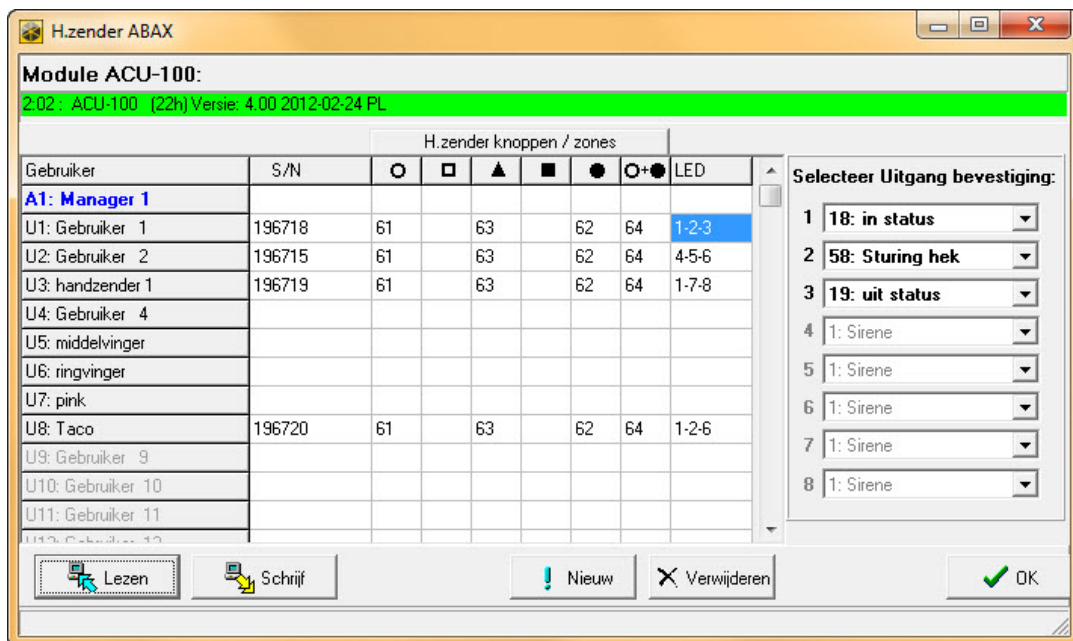 H.zender ABAX
Module ACU-100:
2:02 : ACU-100 (22h) Versie: 4.00 2012-02-24 PL
H.zender knoppen / zones
Gebruiker S/N LED
A1: Manager 1
U1: Gebruiker 1 196718 61 63 62 64 1-2-3
U2: Gebruiker 2 196715 61 63 62 64 4-5-6
U3: handzender 1 196719 61 63 62 64 1-7-8
U4: Gebruiker 4
U5: middelvinger
U6: ringvinger
U7: pink
U8: Taco 196720 61 63 62 64 1-2-6
U9: Gebruiker 9
U10: Gebruiker 10
U11: Gebruiker 11
U12: Gebruiker 12
Selecteer Uitgang bevestiging:
1 18: in status
2 58: Sturing hek
3 19: uit status
4 1: Sirene
5 1: Sirene
6 1: Sirene
7 1: Sirene
8 1: Sirene
Lezen
Schrijf
Nieuw
Verwijderen
OK